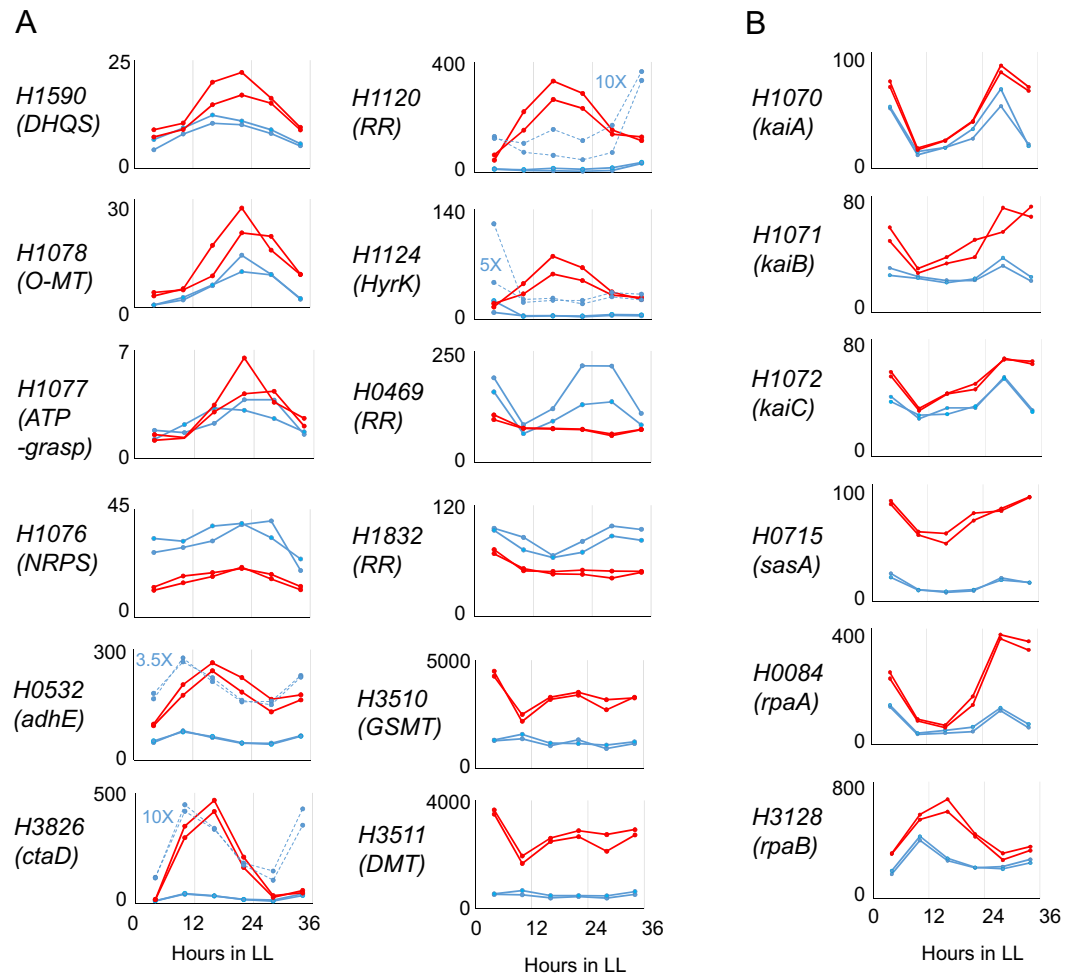 A
H1590
(DHQS)
25
0
H1078
(O-MT)
30
0
H1077
(ATP
-grasp)
7
0
H1076
(NRPS)
45
0
H0532
(adhE)
300
3.5X
0
H3826
(ctaD)
500
10X
0
0
12
24
36
Hours in LL
H1120
(RR)
400
10X
0
H1124
(HyrK)
140
5X
0
H0469
(RR)
250
0
H1832
(RR)
120
0
H3510
(GSMT)
5000
0
H3511
(DMT)
4000
0
0
12
24
36
Hours in LL
B
H1070
(kaiA)
100
0
H1071
(kaiB)
80
0
H1072
(kaiC)
80
0
H0715
(sasA)
100
0
H0084
(rpaA)
400
0
H3128
(rpaB)
800
0
0
12
24
36
Hours in LL